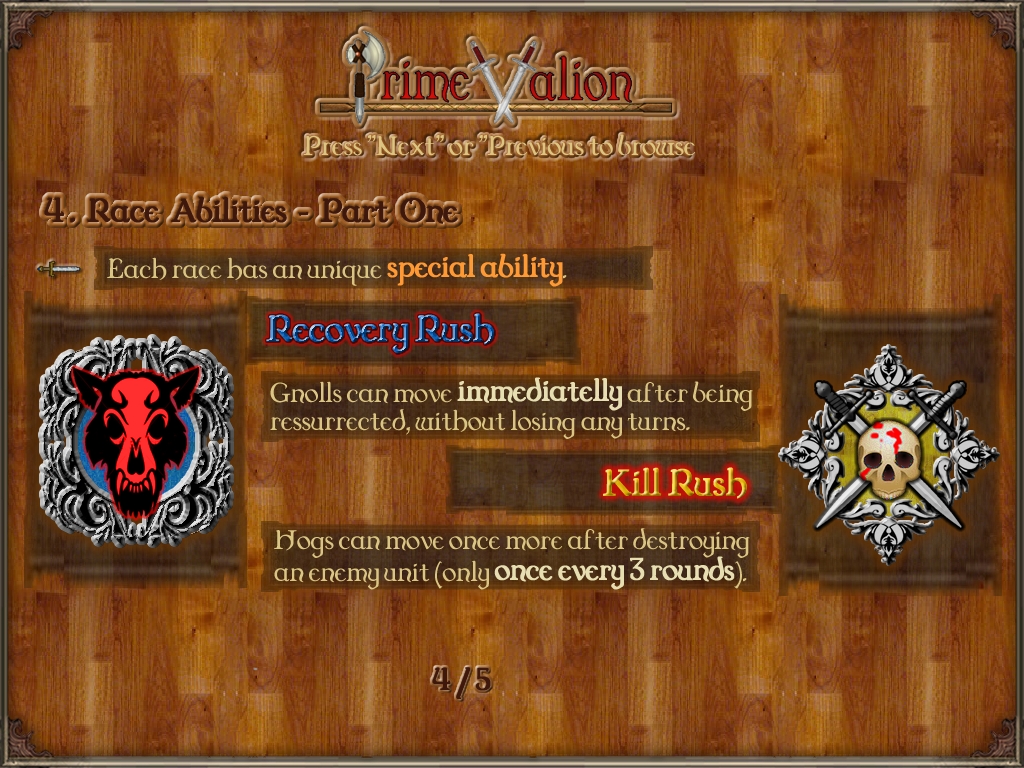 Prime Valion
Press "Next" or "Previous to browse
4. Race Abilities - Part One
Each race has an unique special ability.
Recovery Rush
Gnolls can move immediatelly after being
ressurrected, without losing any turns.
Kill Rush
Hogs can move once more after destroying
an enemy unit (only once every 3 rounds).
4/5